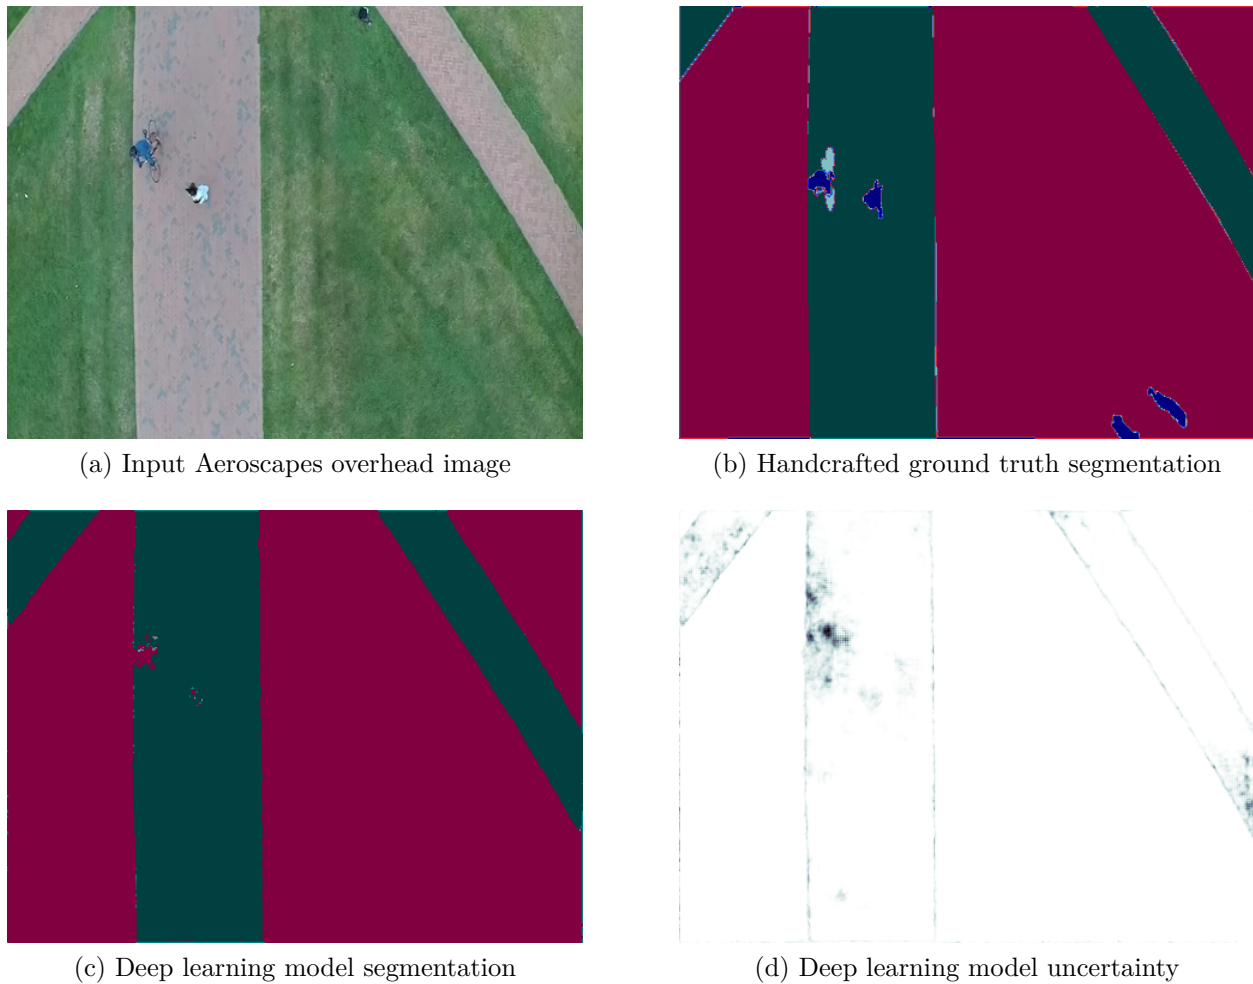 (a) Input Aeroscapes overhead image
(b) Handcrafted ground truth segmentation
(c) Deep learning model segmentation
(d) Deep learning model uncertainty